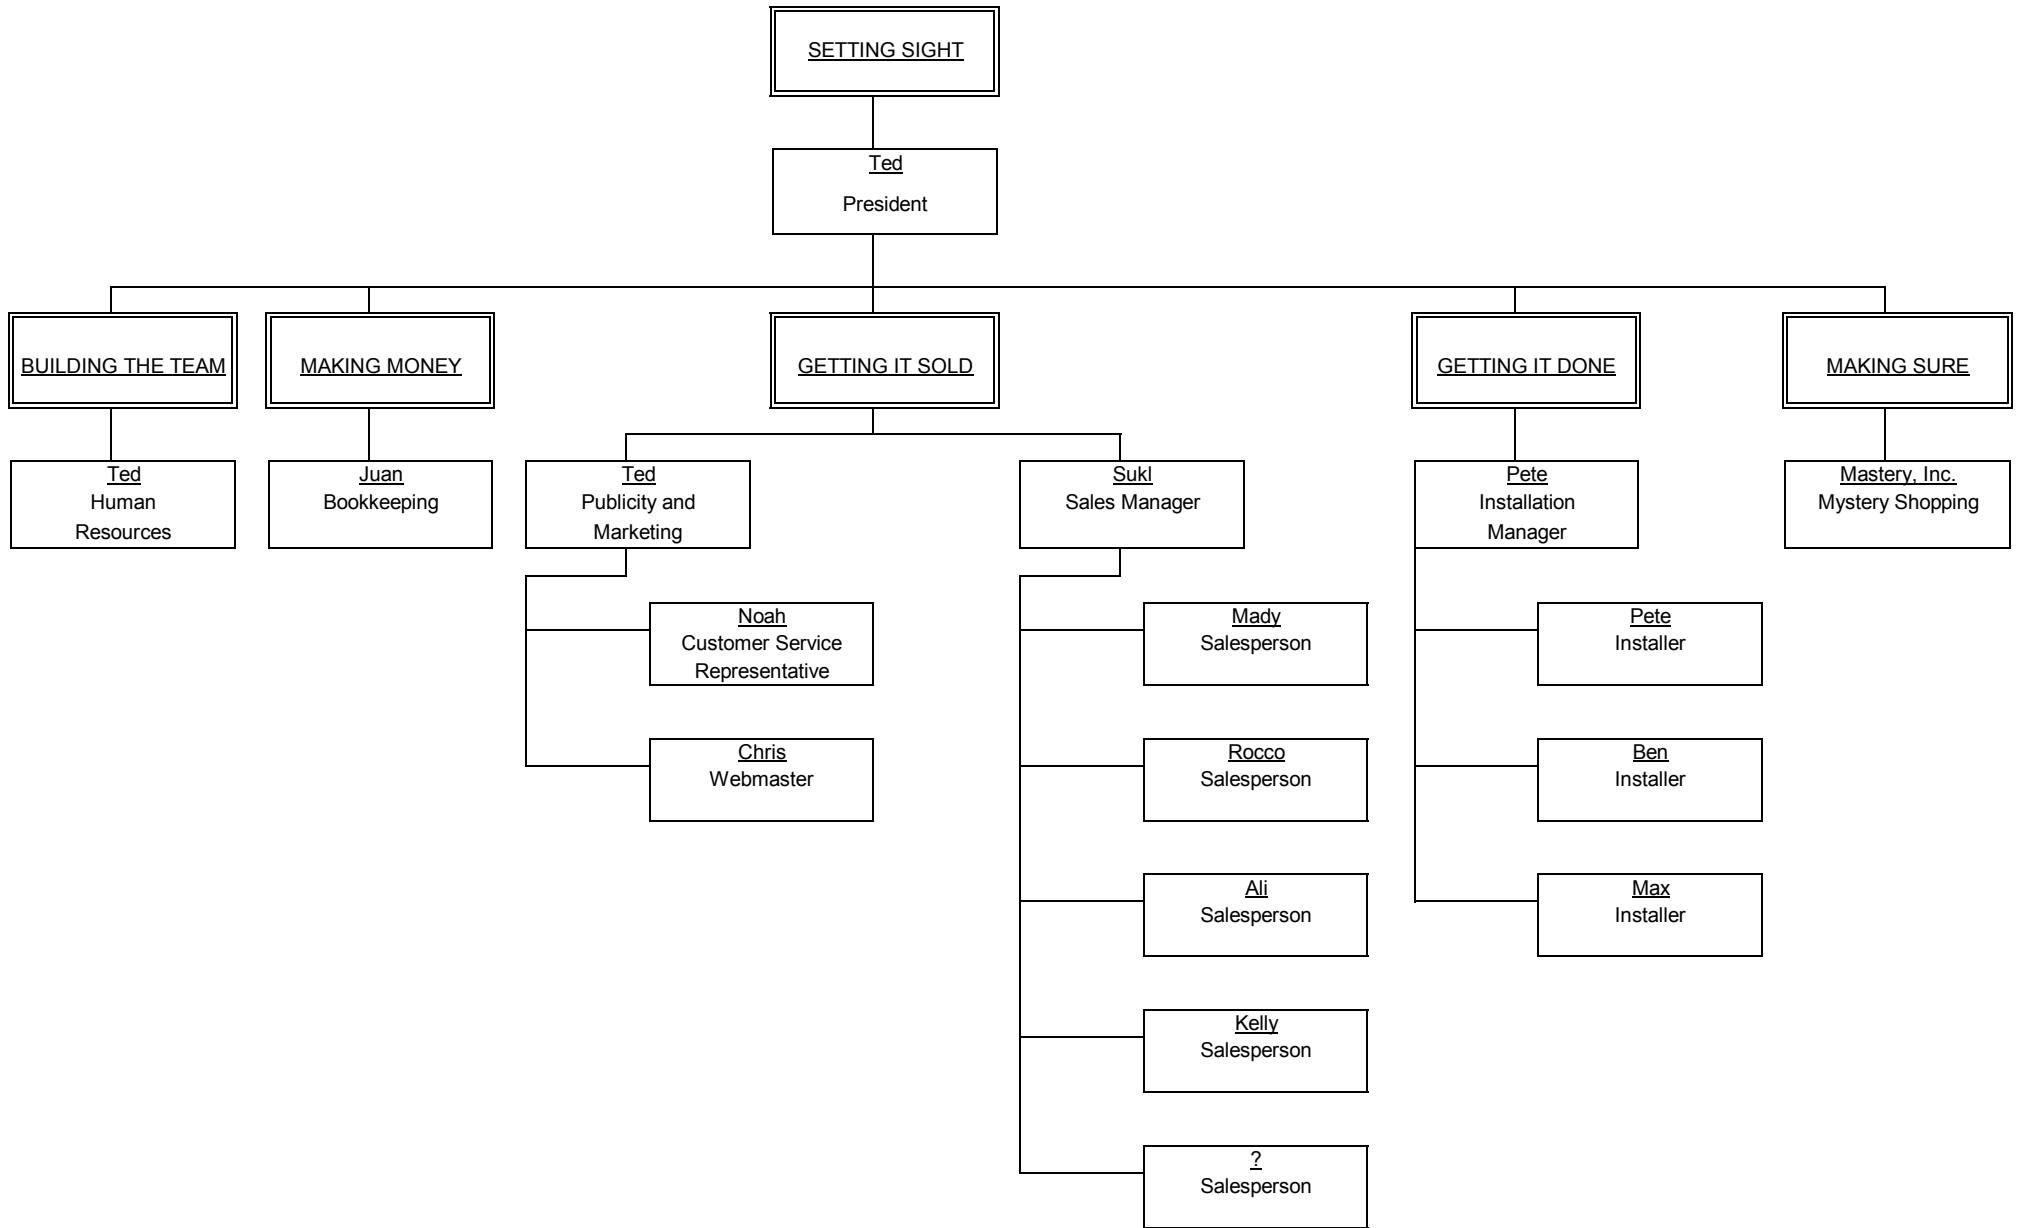 SETTING SIGHT
Ted
President
BUILDING THE TEAM
MAKING MONEY
GETTING IT SOLD
GETTING IT DONE
MAKING SURE
Ted
Human
Resources
Juan
Bookkeeping
Ted
Publicity and
Marketing
Sukl
Sales Manager
Pete
Installation
Manager
Mastery, Inc.
Mystery Shopping
Noah
Customer Service
Representative
Chris
Webmaster
Mady
Salesperson
Rocco
Salesperson
Ali
Salesperson
Kelly
Salesperson
?
Salesperson
Pete
Installer
Ben
Installer
Max
Installer